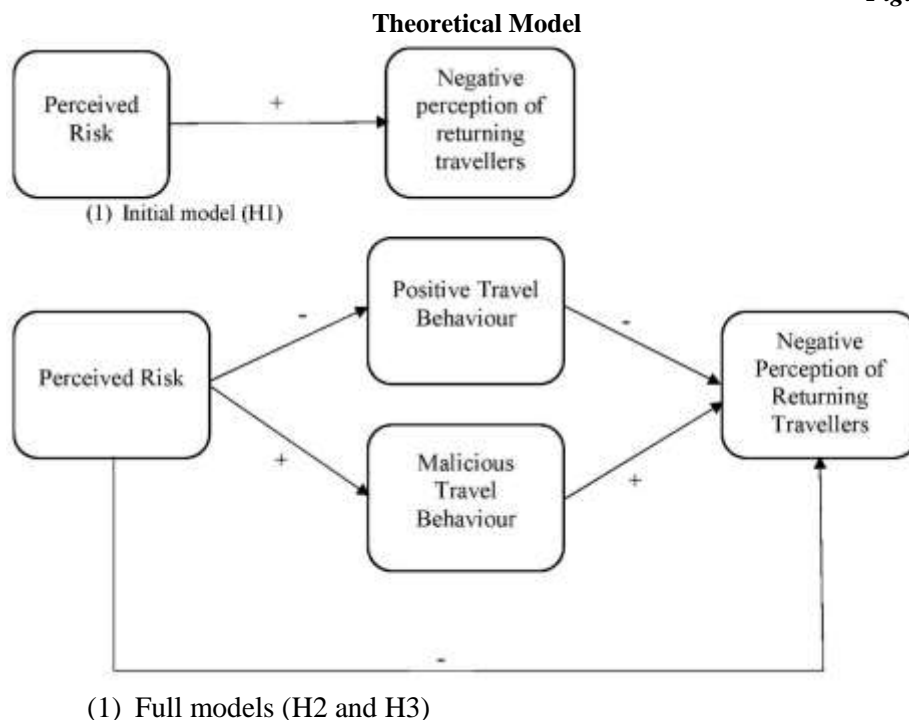 Theoretical Model
Perceived
Risk
+
Negative
perception of
returning
travellers
(1) Initial model (H1)
Perceived Risk
-
+
Positive Travel
Behaviour
Malicious
Travel
Behaviour
-
+
Negative
Perception of
Returning
Travellers
-
(1) Full models (H2 and H3)